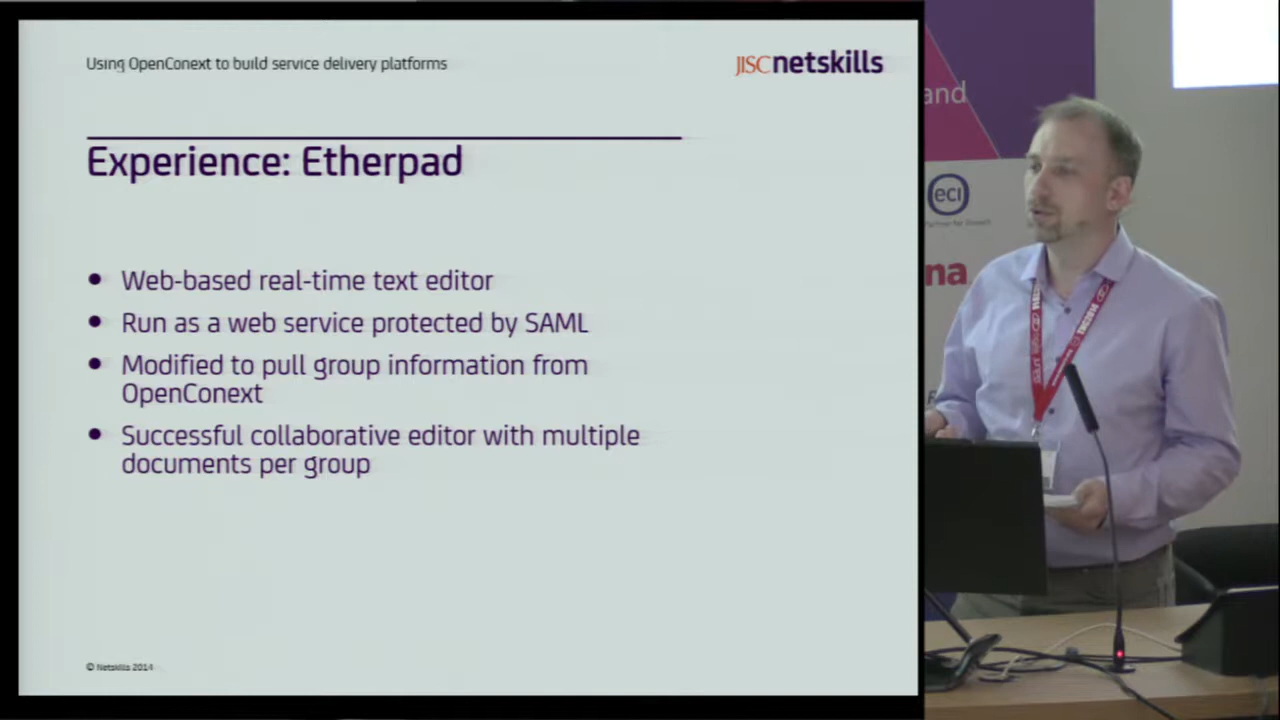 Using OpenConext to build service delivery platforms
JISCnetskills
Experience: Etherpad
• Web-based real-time text editor
• Run as a web service protected by SAML
• Modified to pull group information from
OpenConext
• Successful collaborative editor with multiple
documents per group
© Netskills 2014
and
eci
na
TNC2014